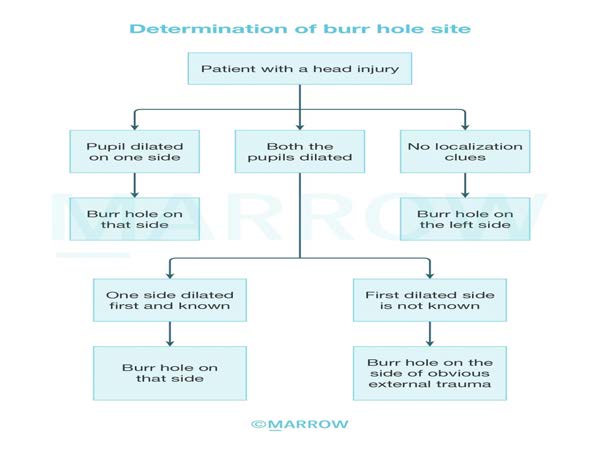 Determination of burr hole site
Patient with a head injury
Pupil dilated
on one side
Both the
pupils dilated
No localization
clues
Burr hole on
that side
Burr hole on
the left side
MARROW
One side dilated
first and known
First dilated side
is not known
Burr hole on
that side
Burr hole on the
side of obvious
external trauma
©MARROW